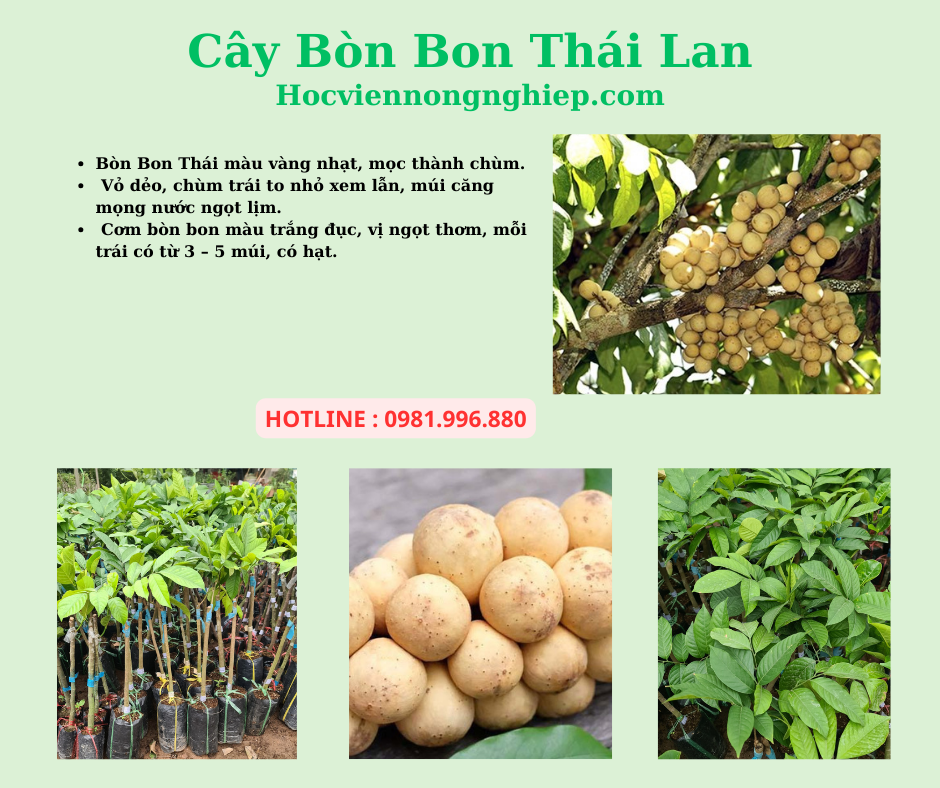 Cây Bòn Bon Thái Lan
Hocviennongnghiep.com
• Bòn Bon Thái màu vàng nhạt, mọc thành chùm.
• Vỏ dẻo, chùm trái to nhỏ xem lẫn, múi căng
mọng nước ngọt lịm.
• Cơm bòn bon màu trắng đục, vị ngọt thơm, mỗi
trái có từ 3 – 5 múi, có hạt.
HOTLINE : 0981.996.880